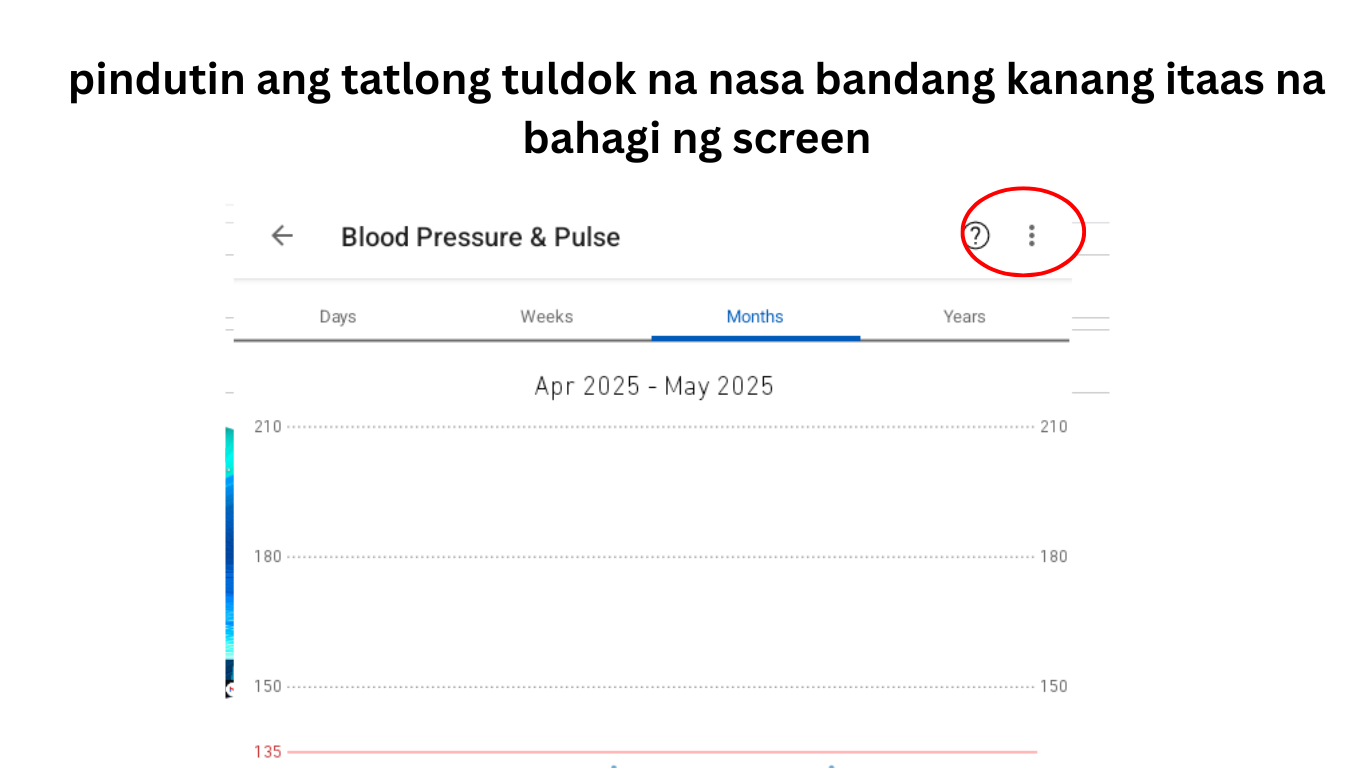 pindutin ang tatlong tuldok na nasa bandang kanang itaas na
bahagi ng screen
Blood Pressure & Pulse ?
Days Weeks Months Years
Apr 2025 - May 2025
210 210
180 180
150 150
135